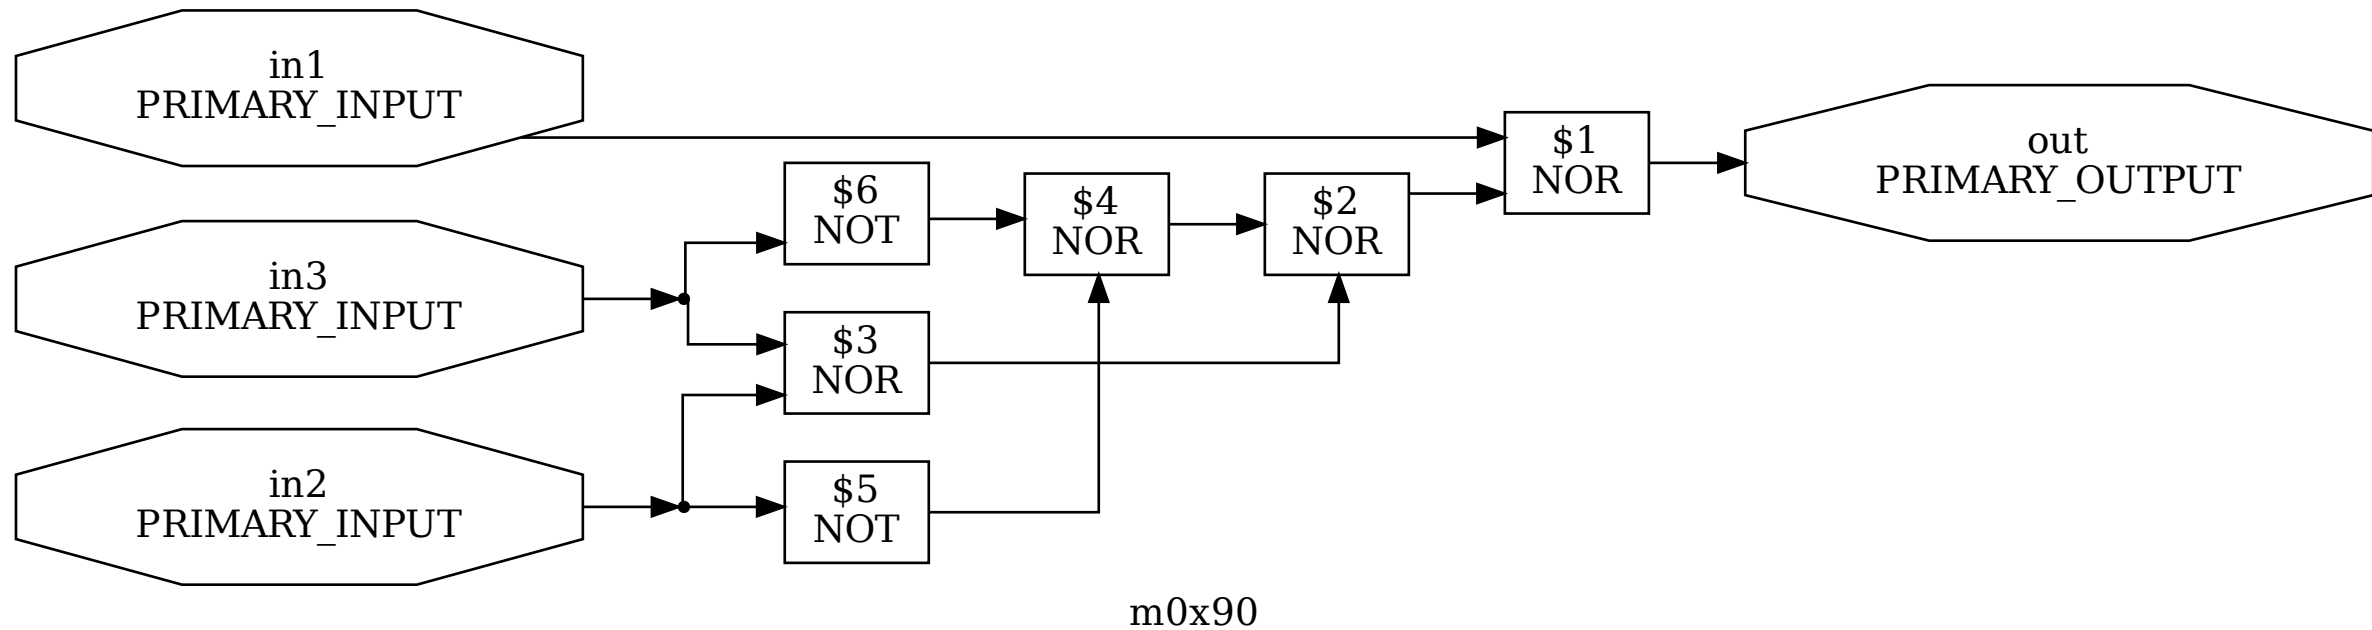 in1
PRIMARY_INPUT
in3
PRIMARY_INPUT
in2
PRIMARY_INPUT
$6
NOT
$3
NOR
$5
NOT
$4
NOR
$2
NOR
$1
NOR
out
PRIMARY_OUTPUT
m0x90